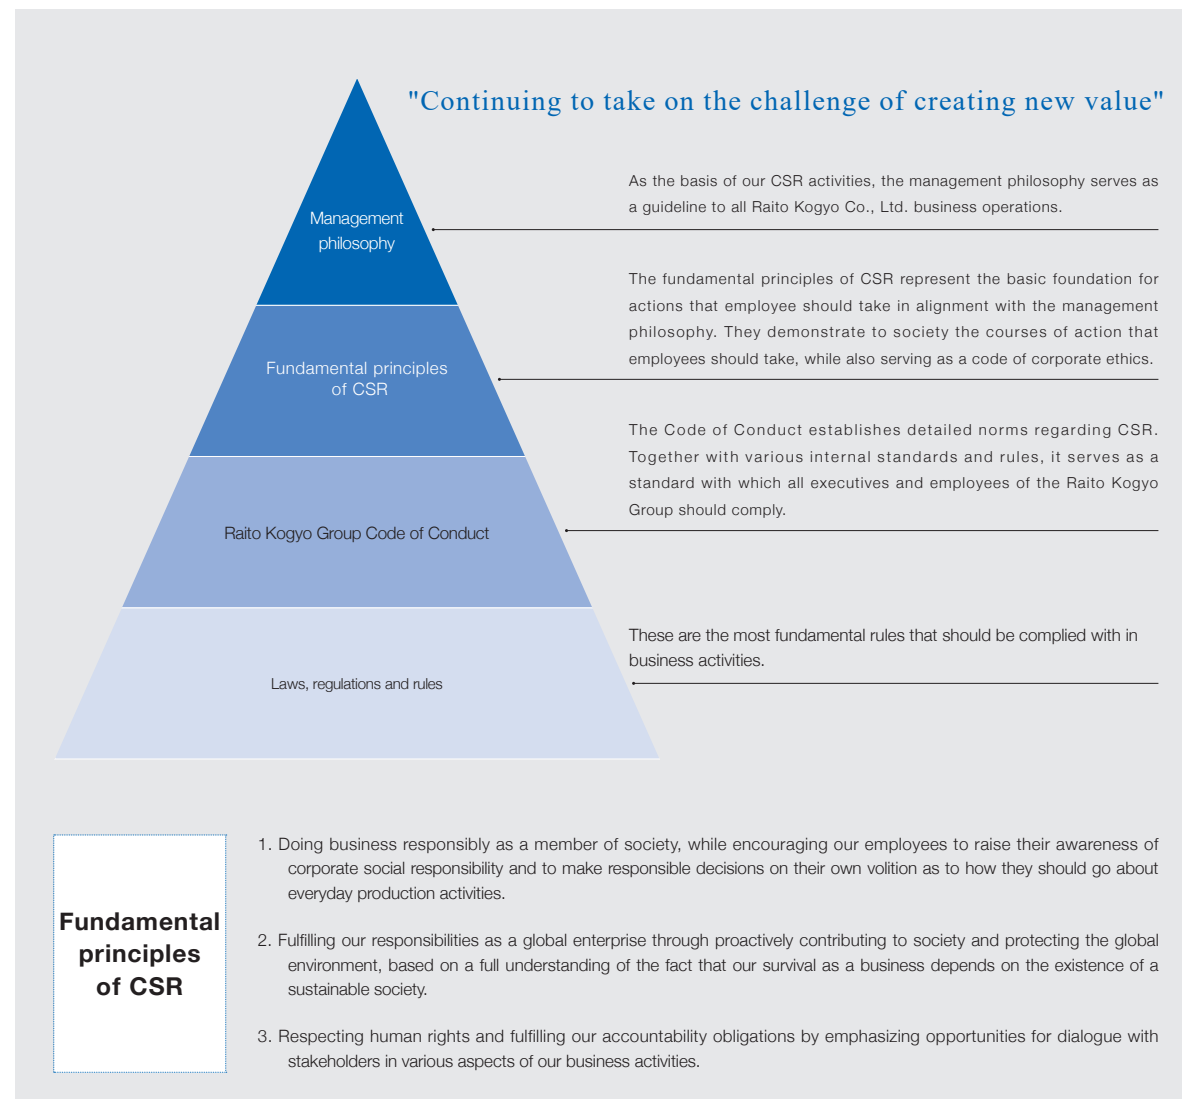 "Continuing to take on the challenge of creating new value"
Management
philosophy
As the basis of our CSR activities, the management philosophy serves as
a guideline to all Raito Kogyo Co., Ltd. business operations.
Fundamental principles
of CSR
The fundamental principles of CSR represent the basic foundation for
actions that employee should take in alignment with the management
philosophy. They demonstrate to society the courses of action that
employees should take, while also serving as a code of corporate ethics.
Raito Kogyo Group Code of Conduct
The Code of Conduct establishes detailed norms regarding CSR.
Together with various internal standards and rules, it serves as a
standard with which all executives and employees of the Raito Kogyo
Group should comply.
Laws, regulations and rules
These are the most fundamental rules that should be complied with in
business activities.
Fundamental
principles
of CSR
1. Doing business responsibly as a member of society, while encouraging our employees to raise their awareness of
corporate social responsibility and to make responsible decisions on their own volition as to how they should go about
everyday production activities.
2. Fulfilling our responsibilities as a global enterprise through proactively contributing to society and protecting the global
environment, based on a full understanding of the fact that our survival as a business depends on the existence of a
sustainable society.
3. Respecting human rights and fulfilling our accountability obligations by emphasizing opportunities for dialogue with
stakeholders in various aspects of our business activities.